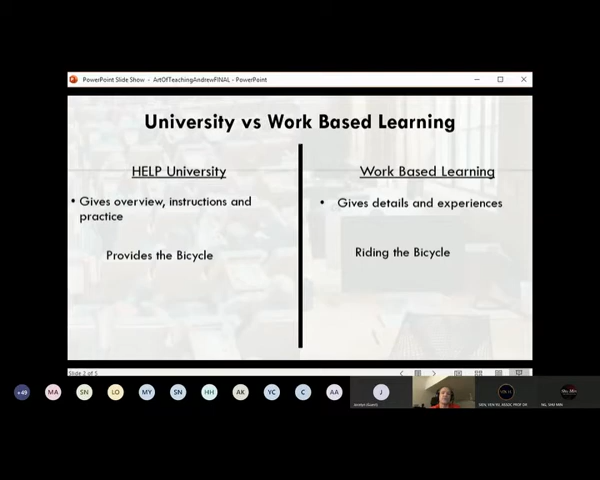 PowerPoint Slide Show - ArtOfTeachingAndrewFINAL - PowerPoint
University vs Work Based Learning
HELP University
• Gives overview, instructions and
practice
Provides the Bicycle
Work Based Learning
• Gives details and experiences
Riding the Bicycle
Slide 2 of 5
+49
MA
SN
LO
MY
SN
HH
AK
YC
C
AA
J